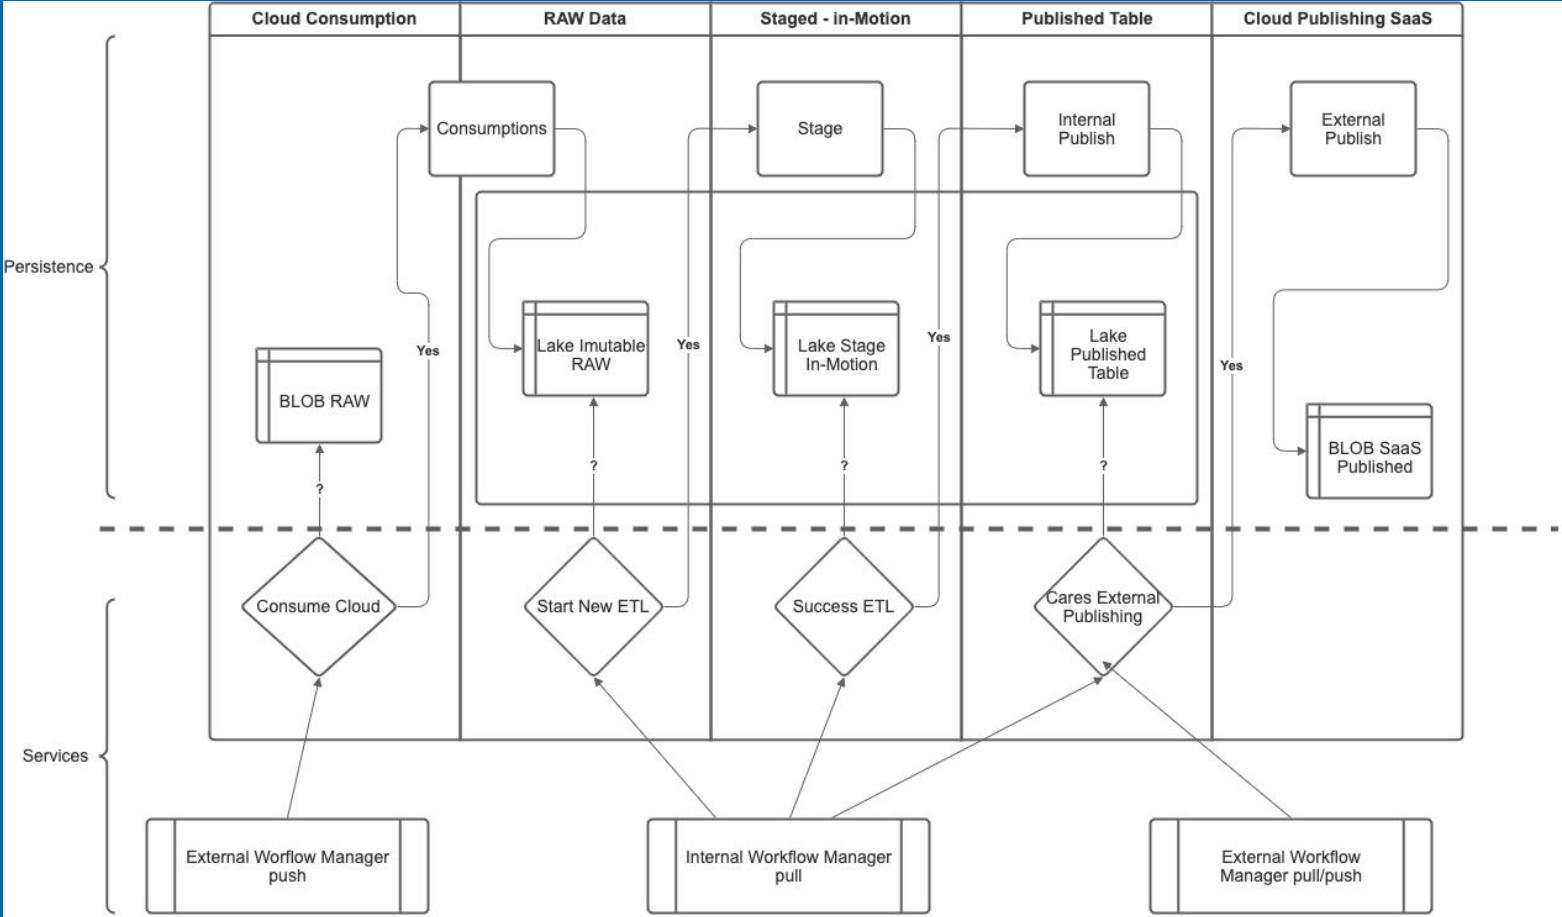 Cloud Consumption
RAW Data
Staged - in-Motion
Published Table
Cloud Publishing SaaS
Consumptions
Stage
Internal
Publish
External
Publish
Persistence
Lake Imutable
RAW
Lake Stage
In-Motion
Lake
Published
Table
Yes
Yes
Yes
Yes
BLOB RAW
BLOB SaaS
Published
?
?
?
?
Consume Cloud
Start New ETL
Success ETL
Cares External
Publishing
Services
External Worflow Manager
push
Internal Workflow Manager
pull
External Workflow
Manager pull/push